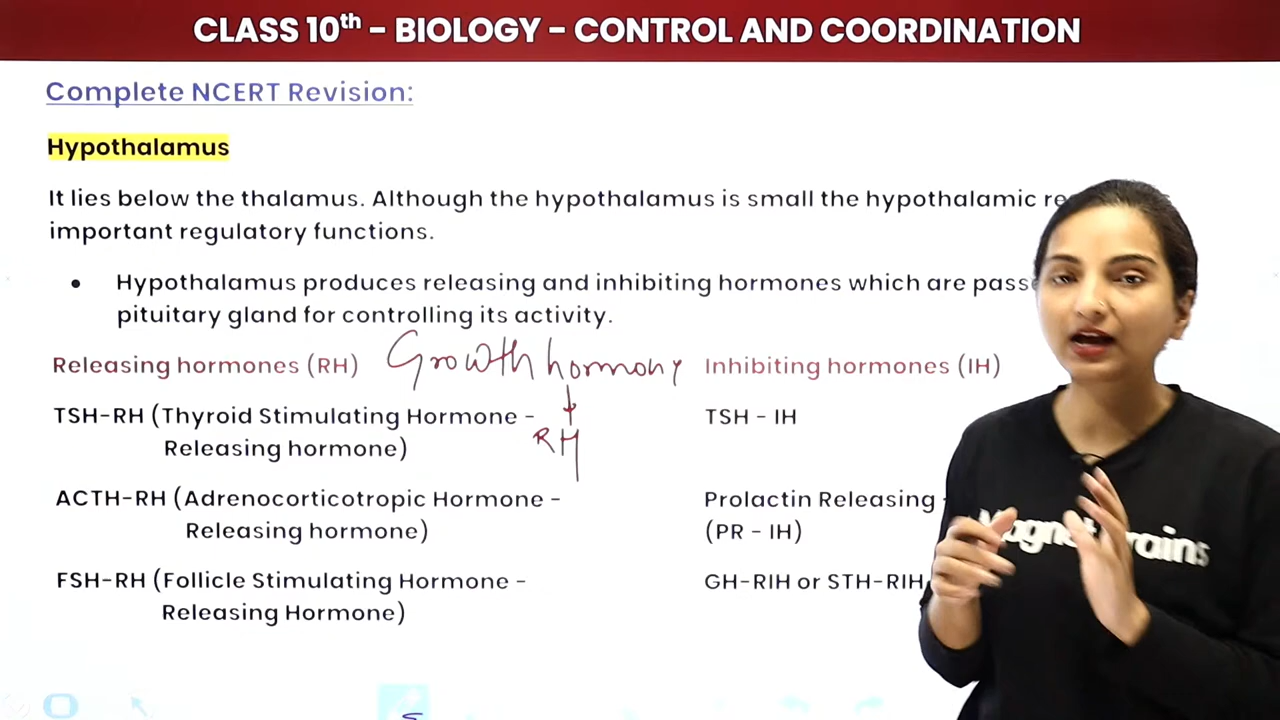 CLASS 10th - BIOLOGY - CONTROL AND COORDINATION
Complete NCERT Revision:
Hypothalamus
It lies below the thalamus. Although the hypothalamus is small the hypothalamic
important regulatory functions.
• Hypothalamus produces releasing and inhibiting hormones which are
pituitary gland for controlling its activity.
Releasing hormones (RH) Growth hormony Inhibiting hormones (IH)
TSH-RH (Thyroid Stimulating Hormone - RH TSH - IH
Releasing hormone)
ACTH-RH (Adrenocorticotropic Hormone - Prolactin Releasing
Releasing hormone) (PR - IH)
FSH-RH (Follicle Stimulating Hormone - GH-RIH or STH-RIH
Releasing Hormone)
Magnet Brains